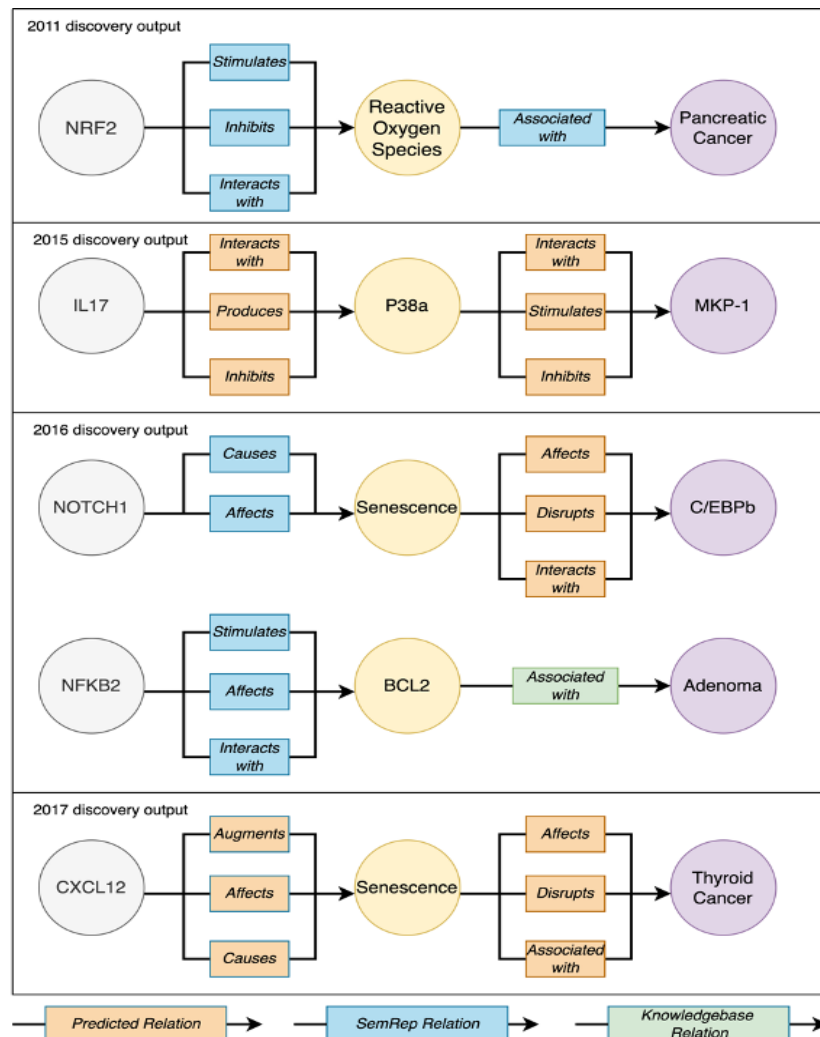 2011 discovery output
Stimulates
NRF2
Inhibits
Reactive
Oxygen
Species
Associated
with
Pancreatic
Cancer
Interacts
with
2015 discovery output
Interacts
with
Interacts
with
IL17
Produces
P38a
Stimulates
MKP-1
Inhibits
Inhibits
2016 discovery output
Causes
Affects
NOTCH1
Affects
Senescence
Disrupts
C/EBPb
Interacts
with
Stimulates
NFKB2
Affects
BCL2
Associated
with
Adenoma
Interacts
with
2017 discovery output
Augments
Affects
CXCL12
Affects
Senescence
Disrupts
Thyroid
Cancer
Causes
Associated
with
Predicted Relation
SemRep Relation
Knowledgebase
Relation